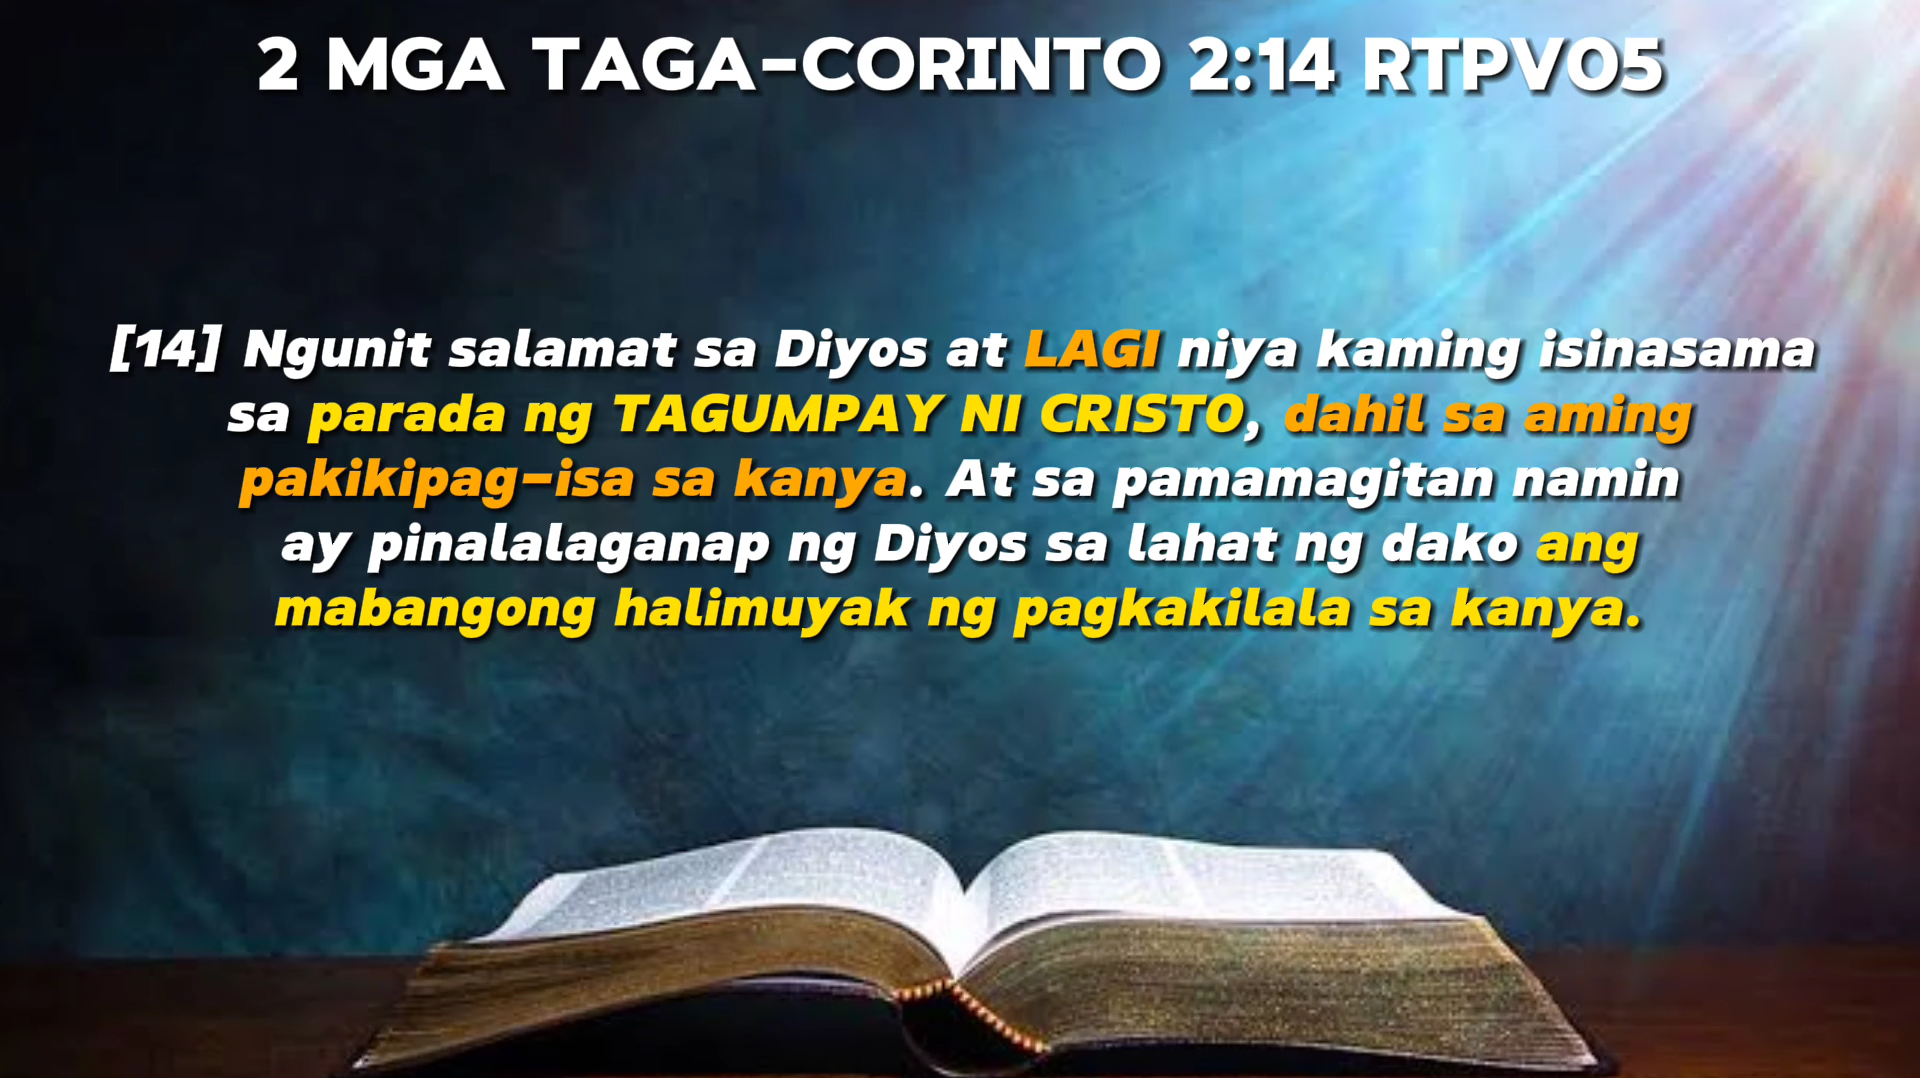 2 MGA TAGA-CORINTO 2:14 RTPV05
[14] Ngunit salamat sa Diyos at LAGI niya kaming isinasama
sa parada ng TAGUMPAY NI CRISTO, dahil sa aming
pakikipag-isa sa kanya. At sa pamamagitan namin
ay pinalalaganap ng Diyos sa lahat ng dako ang
mabangong halimuyak ng pagkakilala sa kanya.